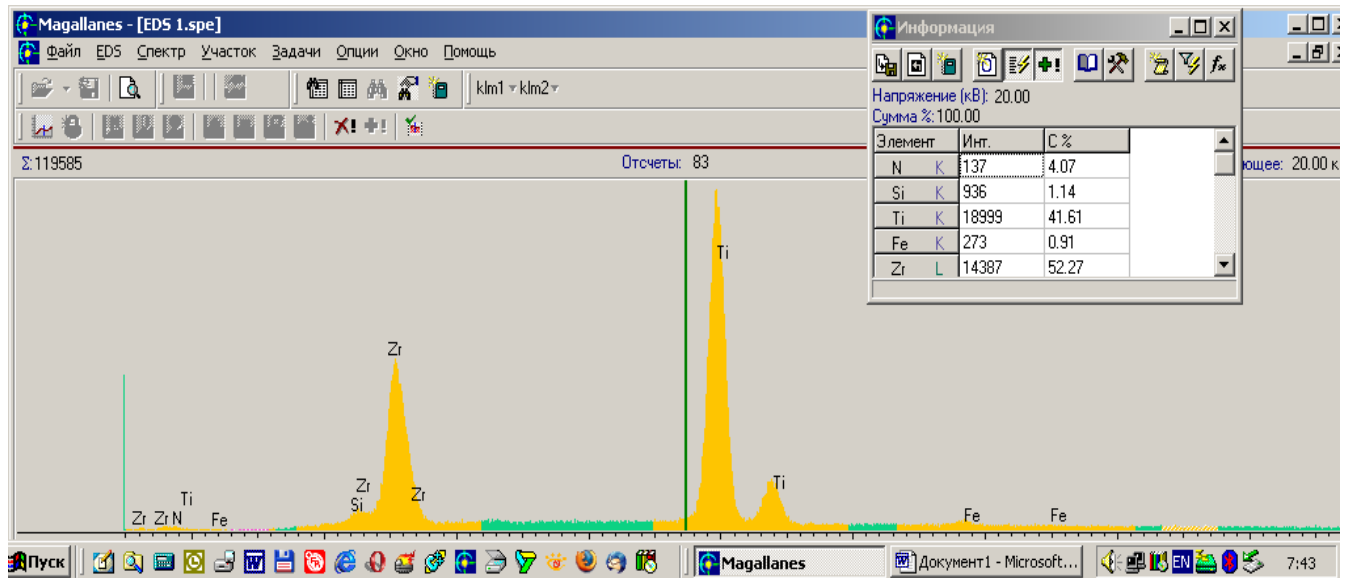 Magallanes - [EDS 1.spe]
Файл EDS Спектр Участок Задачи Опции Окно Помощь
klm1 klm2
Σ:119585 Отсчеты: 83 ющее: 20.00 к
Информация
Напряжение (кВ): 20.00
Сумма %:100.00
Элемент Инт. C %
N K 137 4.07
Si K 936 1.14
Ti K 18999 41.61
Fe K 273 0.91
Zr L 14387 52.27
Ti
Zr
Zr
Si
Zr
Ti
Ti
Zr Zr N Fe
Fe Fe
Пуск Magallanes Документ1 - Microsoft... EN 7:43